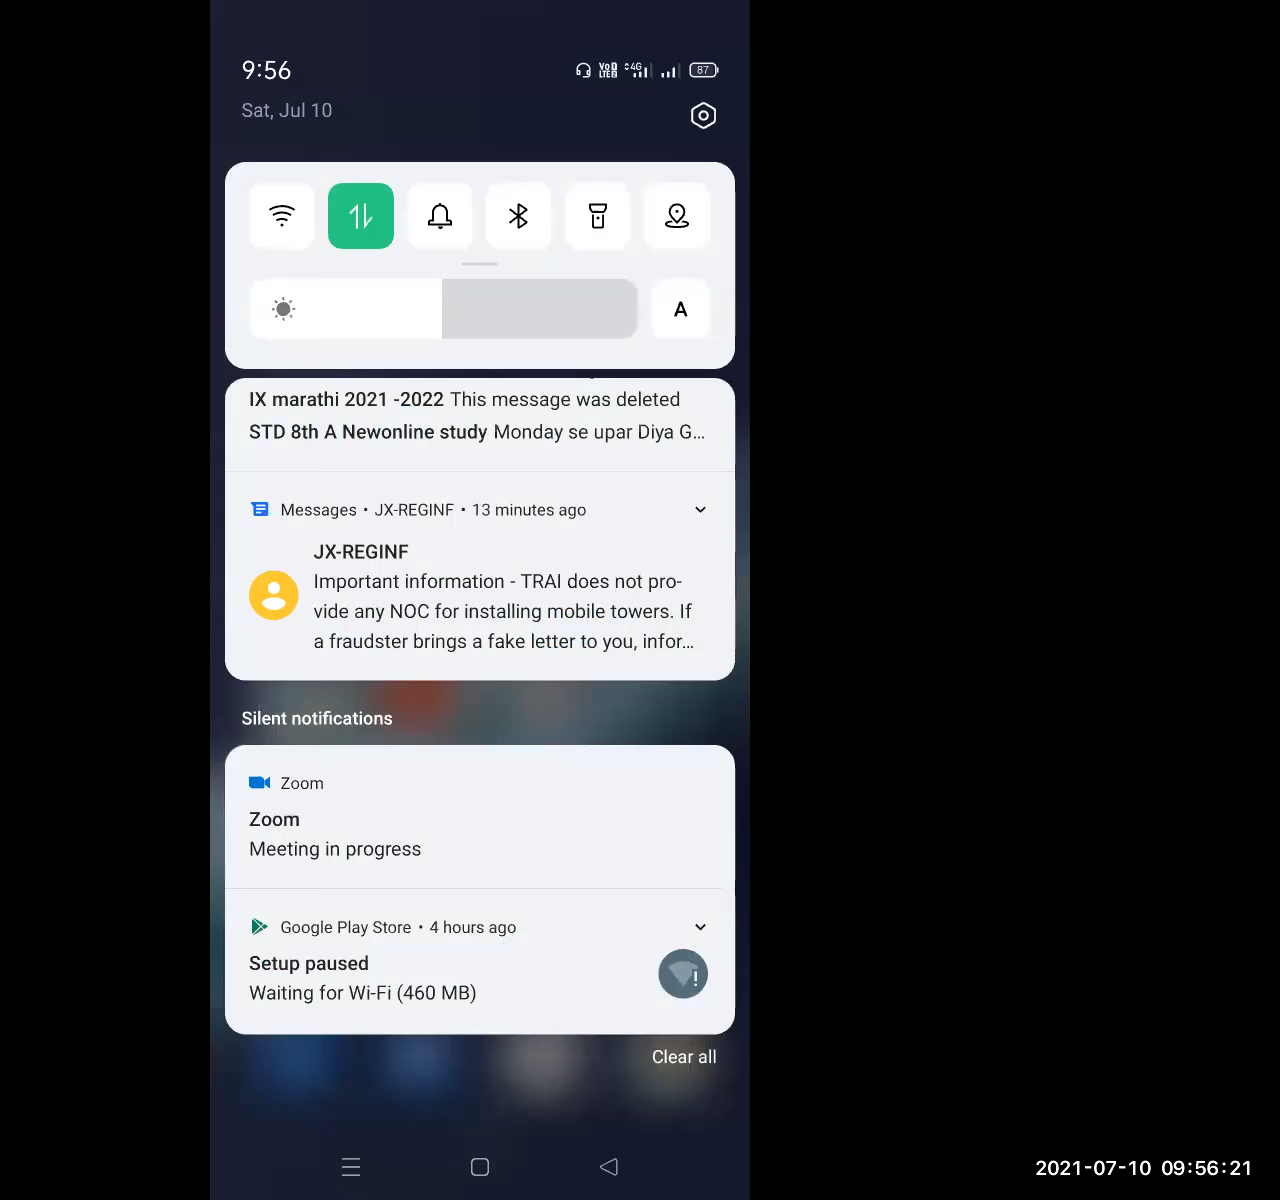 9:56
VoD LTE2 4G 87
Sat, Jul 10
A
IX marathi 2021 -2022 This message was deleted
STD 8th A Newonline study Monday se upar Diya G...
Messages • JX-REGINF • 13 minutes ago
JX-REGINF
Important information - TRAI does not pro-
vide any NOC for installing mobile towers. If
a fraudster brings a fake letter to you, infor...
Silent notifications
Zoom
Zoom
Meeting in progress
Google Play Store • 4 hours ago
Setup paused
Waiting for Wi-Fi (460 MB)
Clear all
2021-07-10 09:56:21